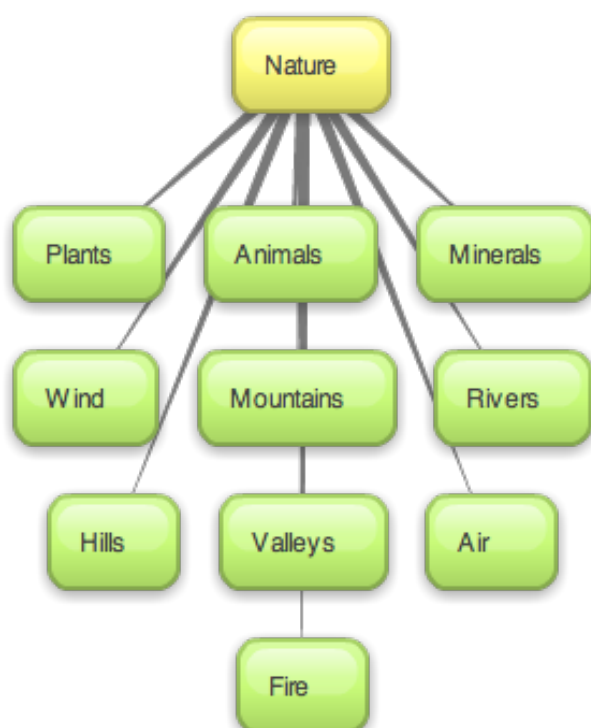 Nature
Plants
Animals
Minerals
Wind
Mountains
Rivers
Hills
Valleys
Air
Fire